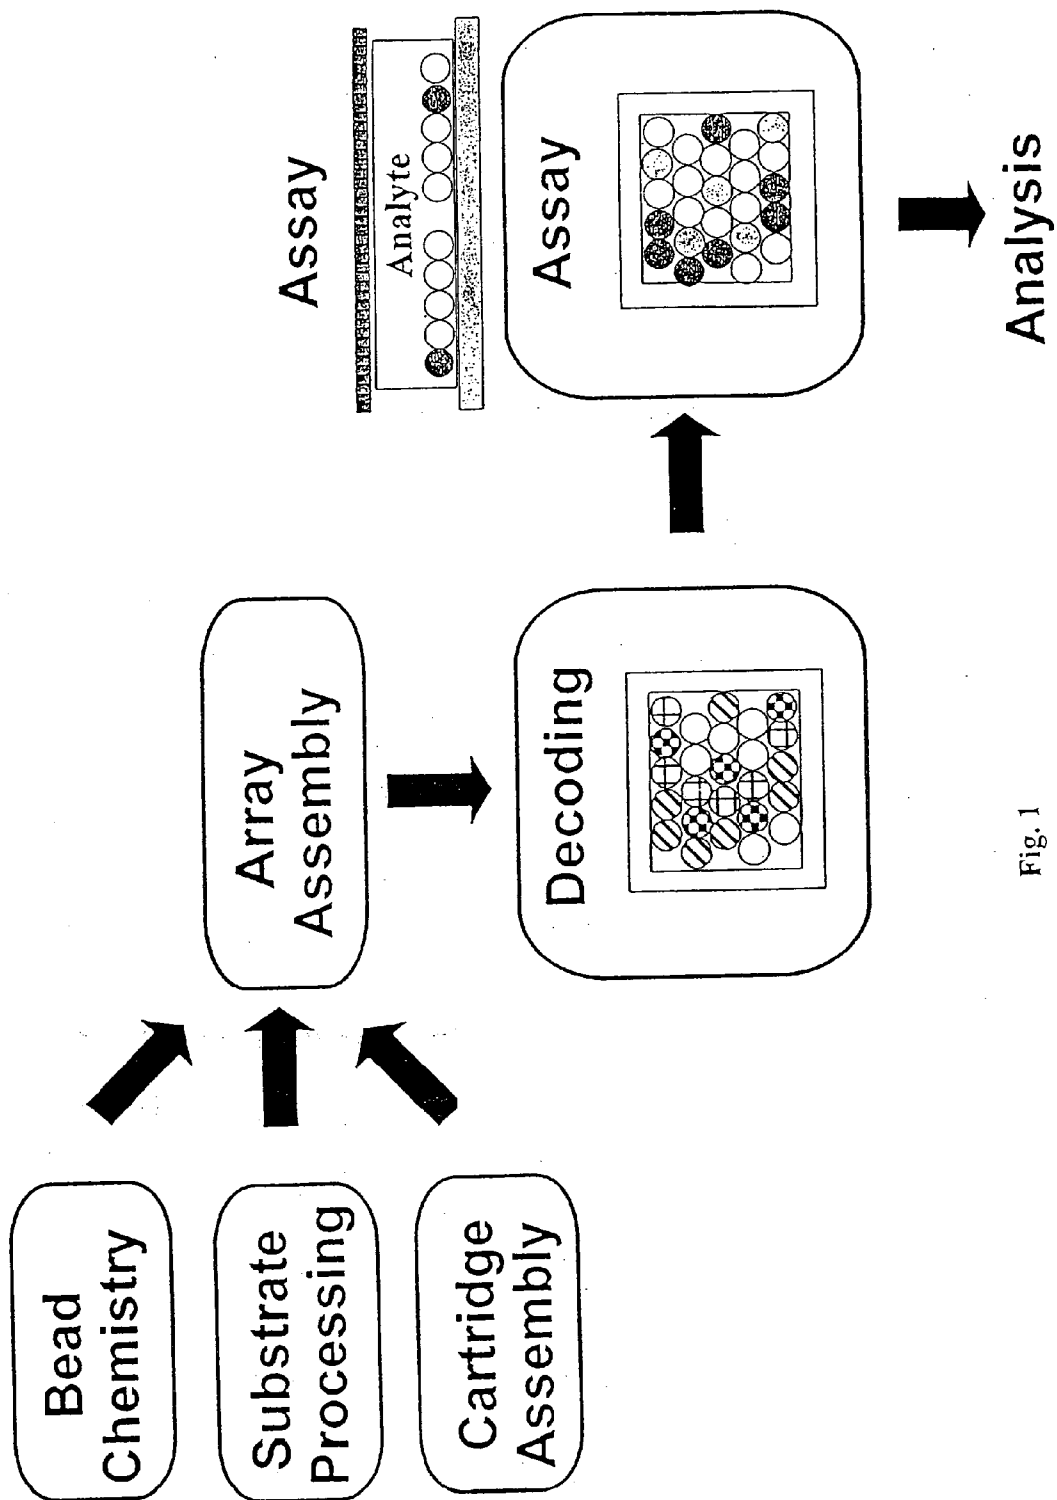 Bead
Chemistry
Substrate
Processing
Cartridge
Assembly
Array
Assembly
Decoding
Assay
Analyte
Assay
Analysis
Fig. 1